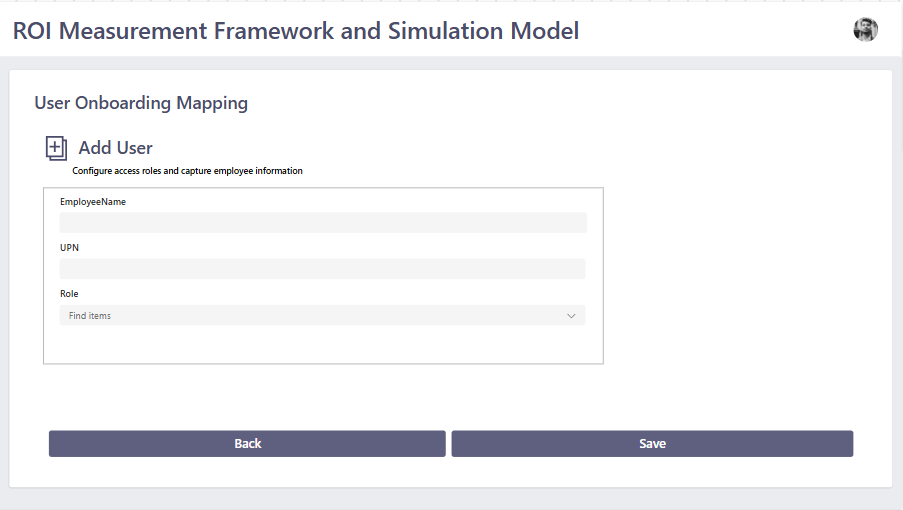 ROI Measurement Framework and Simulation Model
User Onboarding Mapping
Add User
Configure access roles and capture employee information
EmployeeName
UPN
Role
Find items
Back
Save